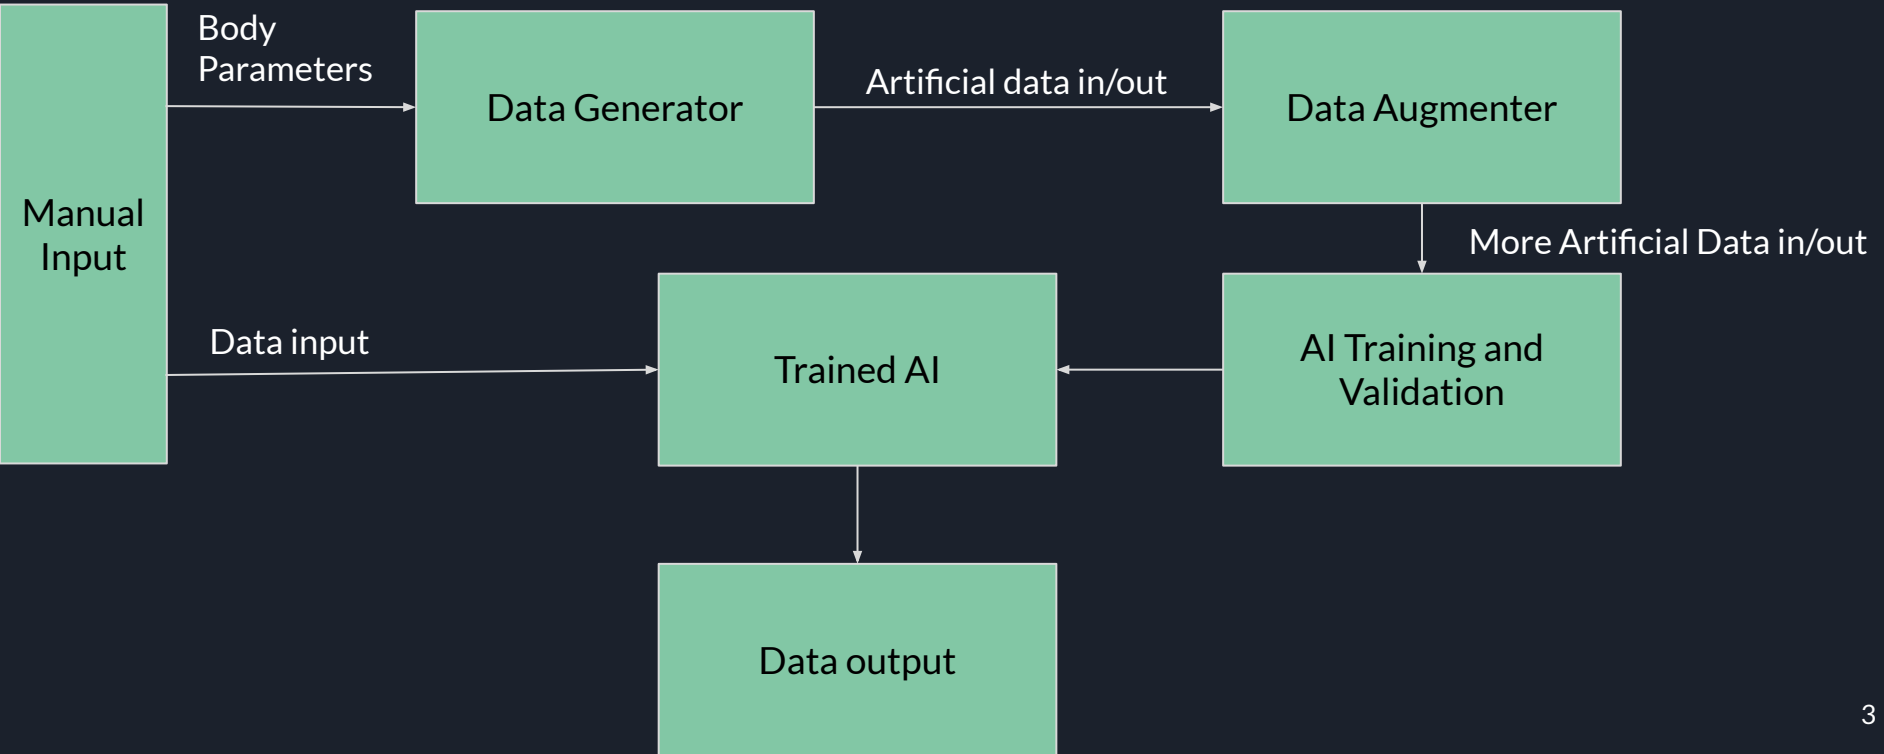 Body
Parameters
Data Generator
Artificial data in/out
Data Augmenter
Manual
Input
More Artificial Data in/out
Data input
Trained AI
AI Training and
Validation
Data output
3